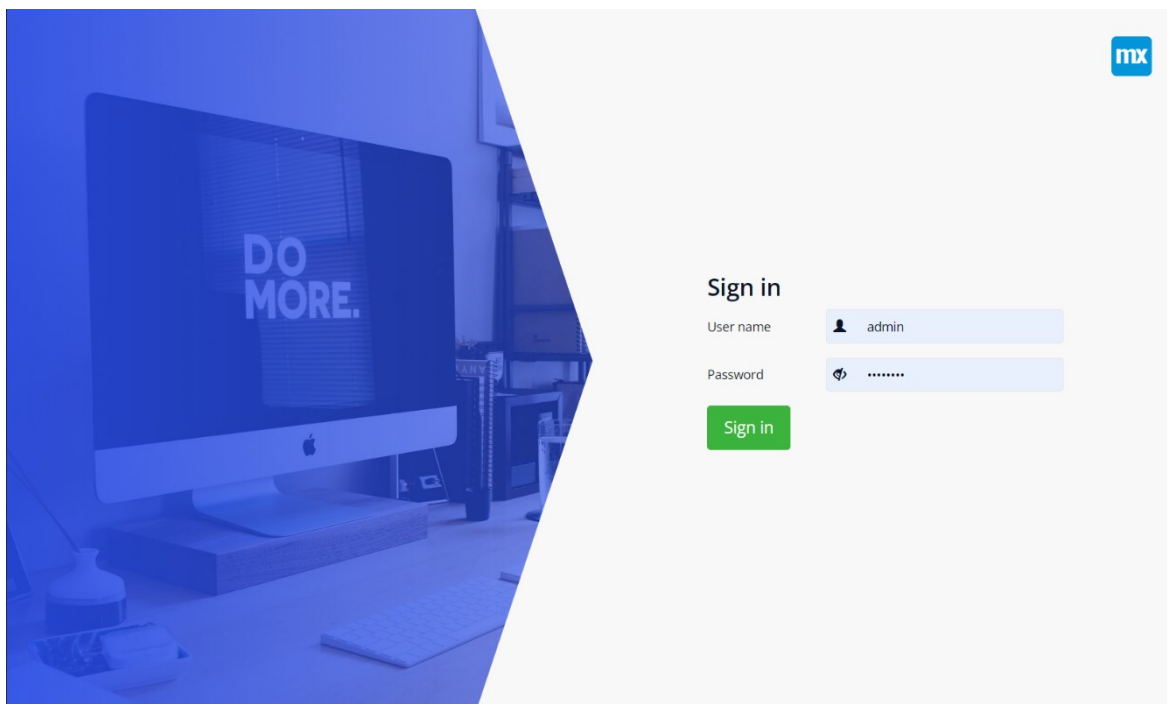 mx
DO
MORE.
Sign in
User name
admin
Password
••••••••
Sign in